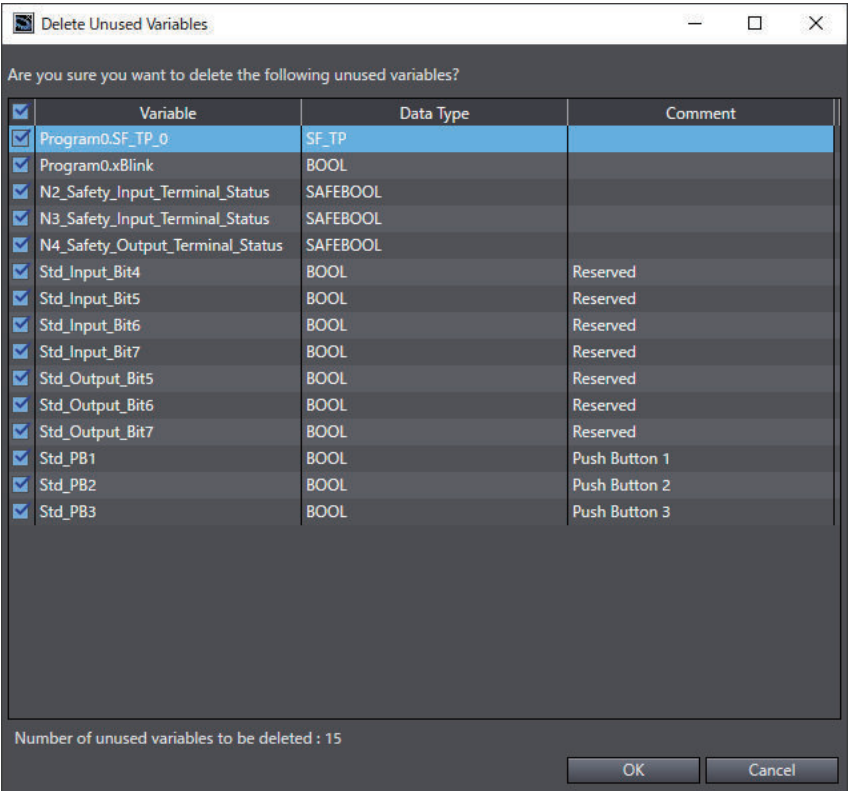 Delete Unused Variables
Are you sure you want to delete the following unused variables?
Variable Data Type Comment
Program0.SF_TP_0 SF_TP
Program0.xBlink BOOL
N2_Safety_Input_Terminal_Status SAFEBOOL
N3_Safety_Input_Terminal_Status SAFEBOOL
N4_Safety_Output_Terminal_Status SAFEBOOL
Std_Input_Bit4 BOOL Reserved
Std_Input_Bit5 BOOL Reserved
Std_Input_Bit6 BOOL Reserved
Std_Input_Bit7 BOOL Reserved
Std_Output_Bit5 BOOL Reserved
Std_Output_Bit6 BOOL Reserved
Std_Output_Bit7 BOOL Reserved
Std_PB1 BOOL Push Button 1
Std_PB2 BOOL Push Button 2
Std_PB3 BOOL Push Button 3
Number of unused variables to be deleted : 15
OK Cancel